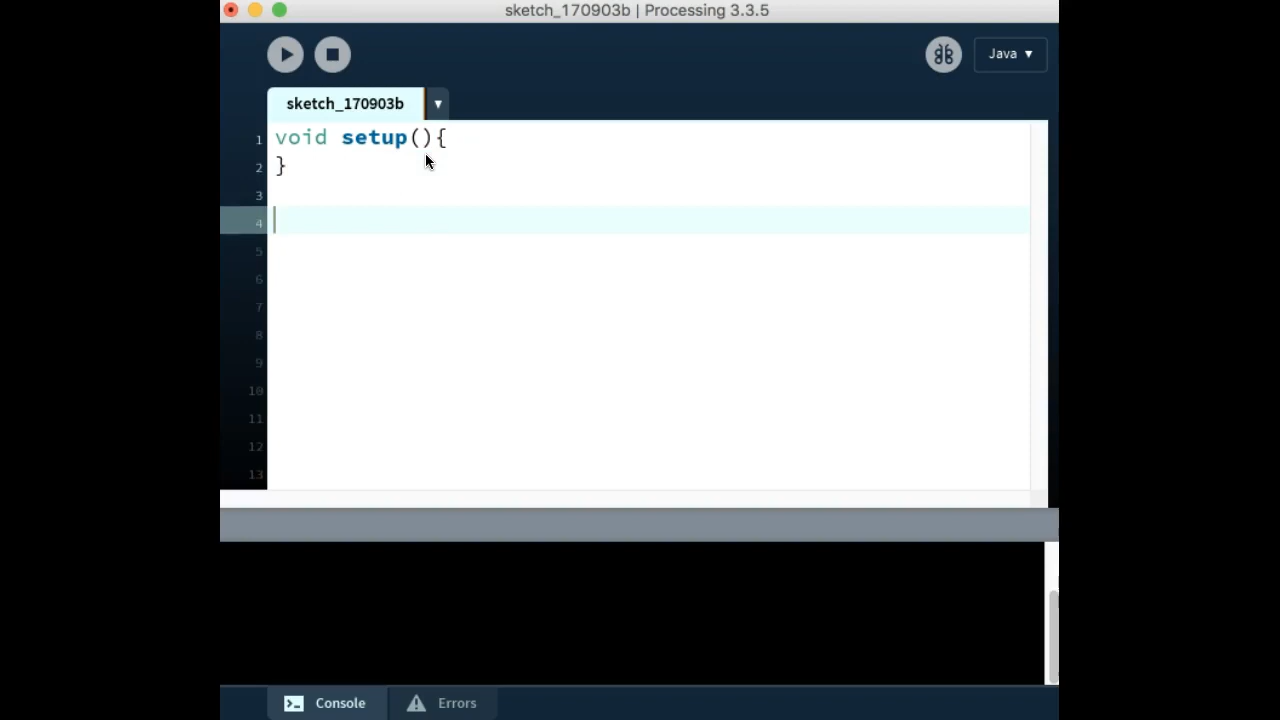 sketch_170903b | Processing 3.3.5
Java ▾
sketch_170903b ▾
1 void setup(){
2 }
3
4
5
6
7
8
9
10
11
12
13
Console
Errors